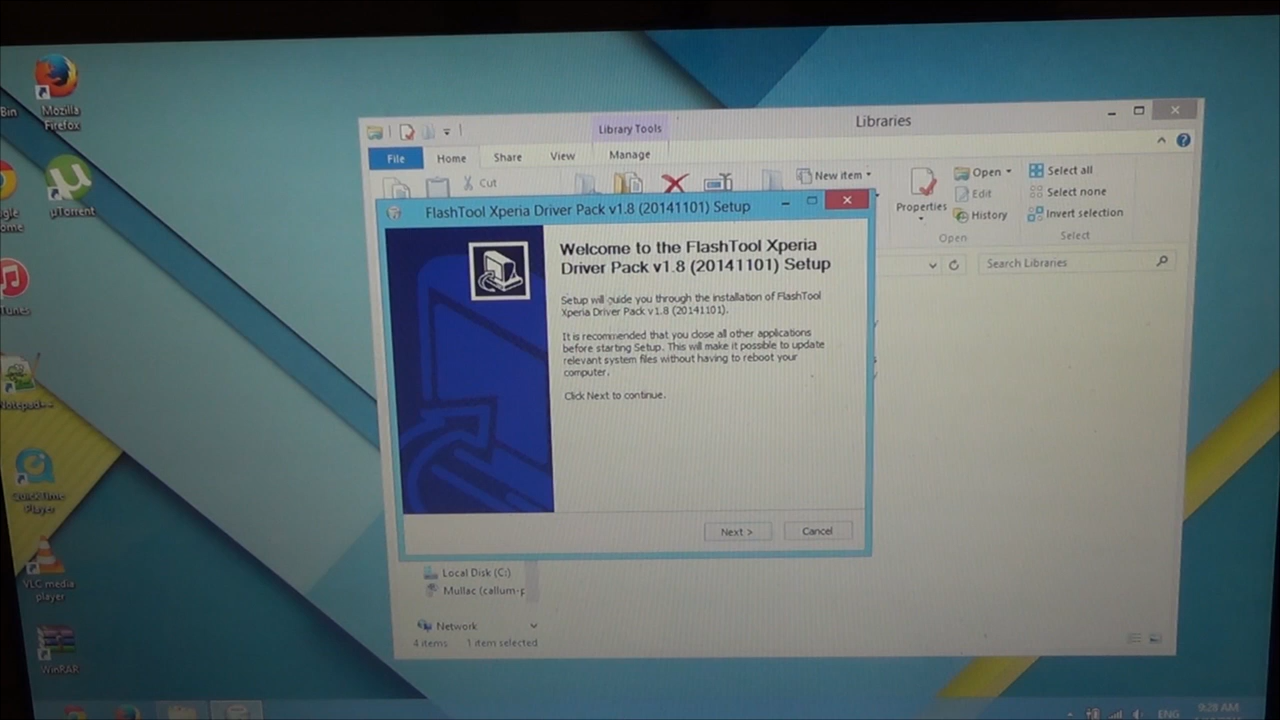 Bin
Mozilla
Firefox
µTorrent
iTunes
Notepad++
QuickTime
Player
VLC media
player
WinRAR
Library Tools
Libraries
File
Home
Share
View
Manage
Cut
New item
Properties
Open
Edit
History
Open
Select all
Select none
Invert selection
Select
Search Libraries
FlashTool Xperia Driver Pack v1.8 (20141101) Setup
Welcome to the FlashTool Xperia
Driver Pack v1.8 (20141101) Setup
Setup will guide you through the installation of FlashTool
Xperia Driver Pack v1.8 (20141101).
It is recommended that you close all other applications
before starting Setup. This will make it possible to update
relevant system files without having to reboot your
computer.
Click Next to continue.
Next >
Cancel
Local Disk (C:)
Mullac (callum-p
Network
4 items
1 item selected
ENG
9:28 AM